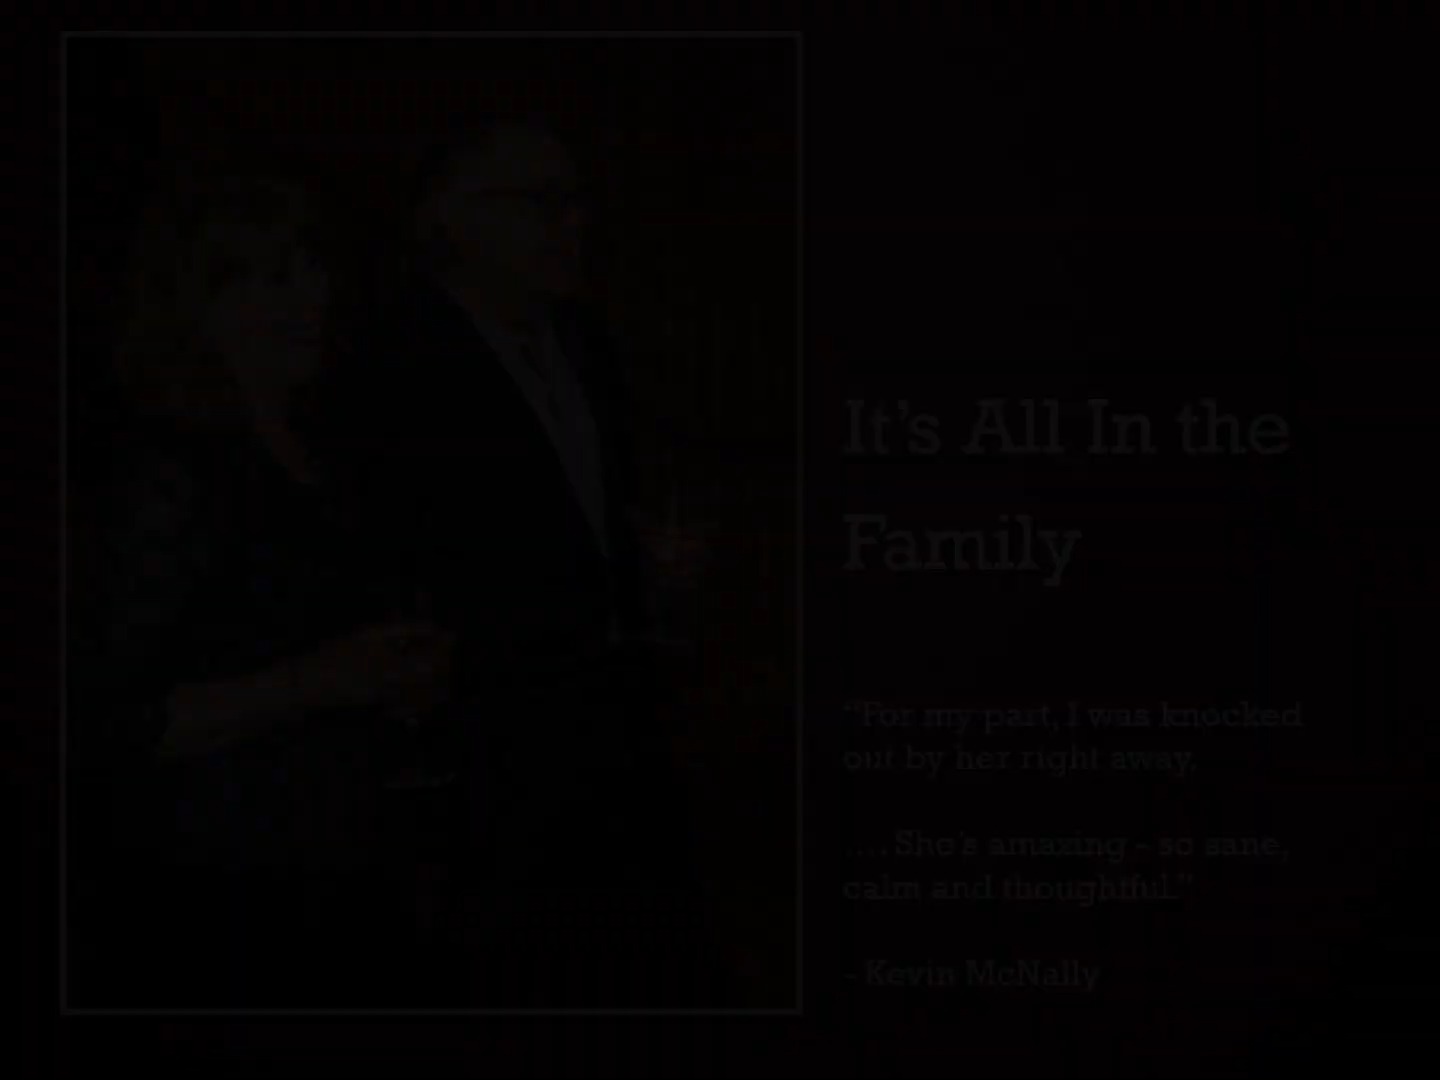 It's All In the
Family
"For my part, I was knocked
out by her right away.
....She's amazing - so sane,
calm and thoughtful."
- Kevin McNally